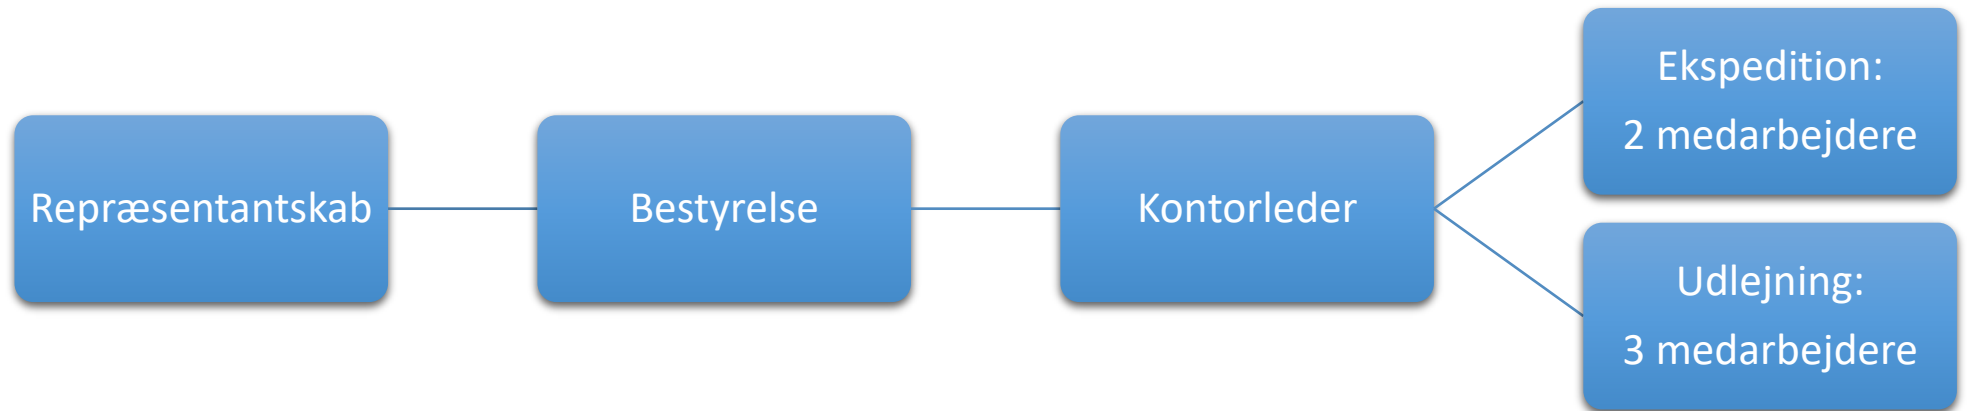 Repræsentantskab
Bestyrelse
Kontorleder
Ekspedition:
2 medarbejdere
Udlejning:
3 medarbejdere